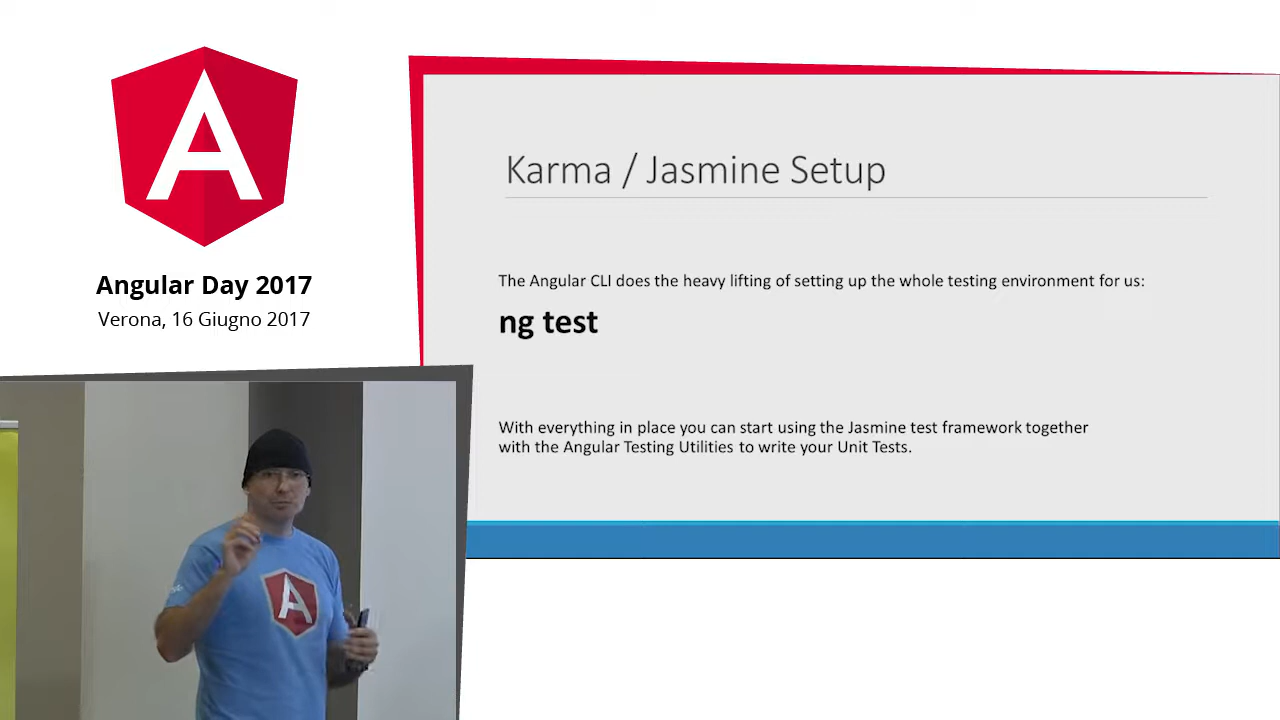 A
Angular Day 2017
Verona, 16 Giugno 2017
Karma / Jasmine Setup
The Angular CLI does the heavy lifting of setting up the whole testing environment for us:
ng test
With everything in place you can start using the Jasmine test framework together
with the Angular Testing Utilities to write your Unit Tests.
A